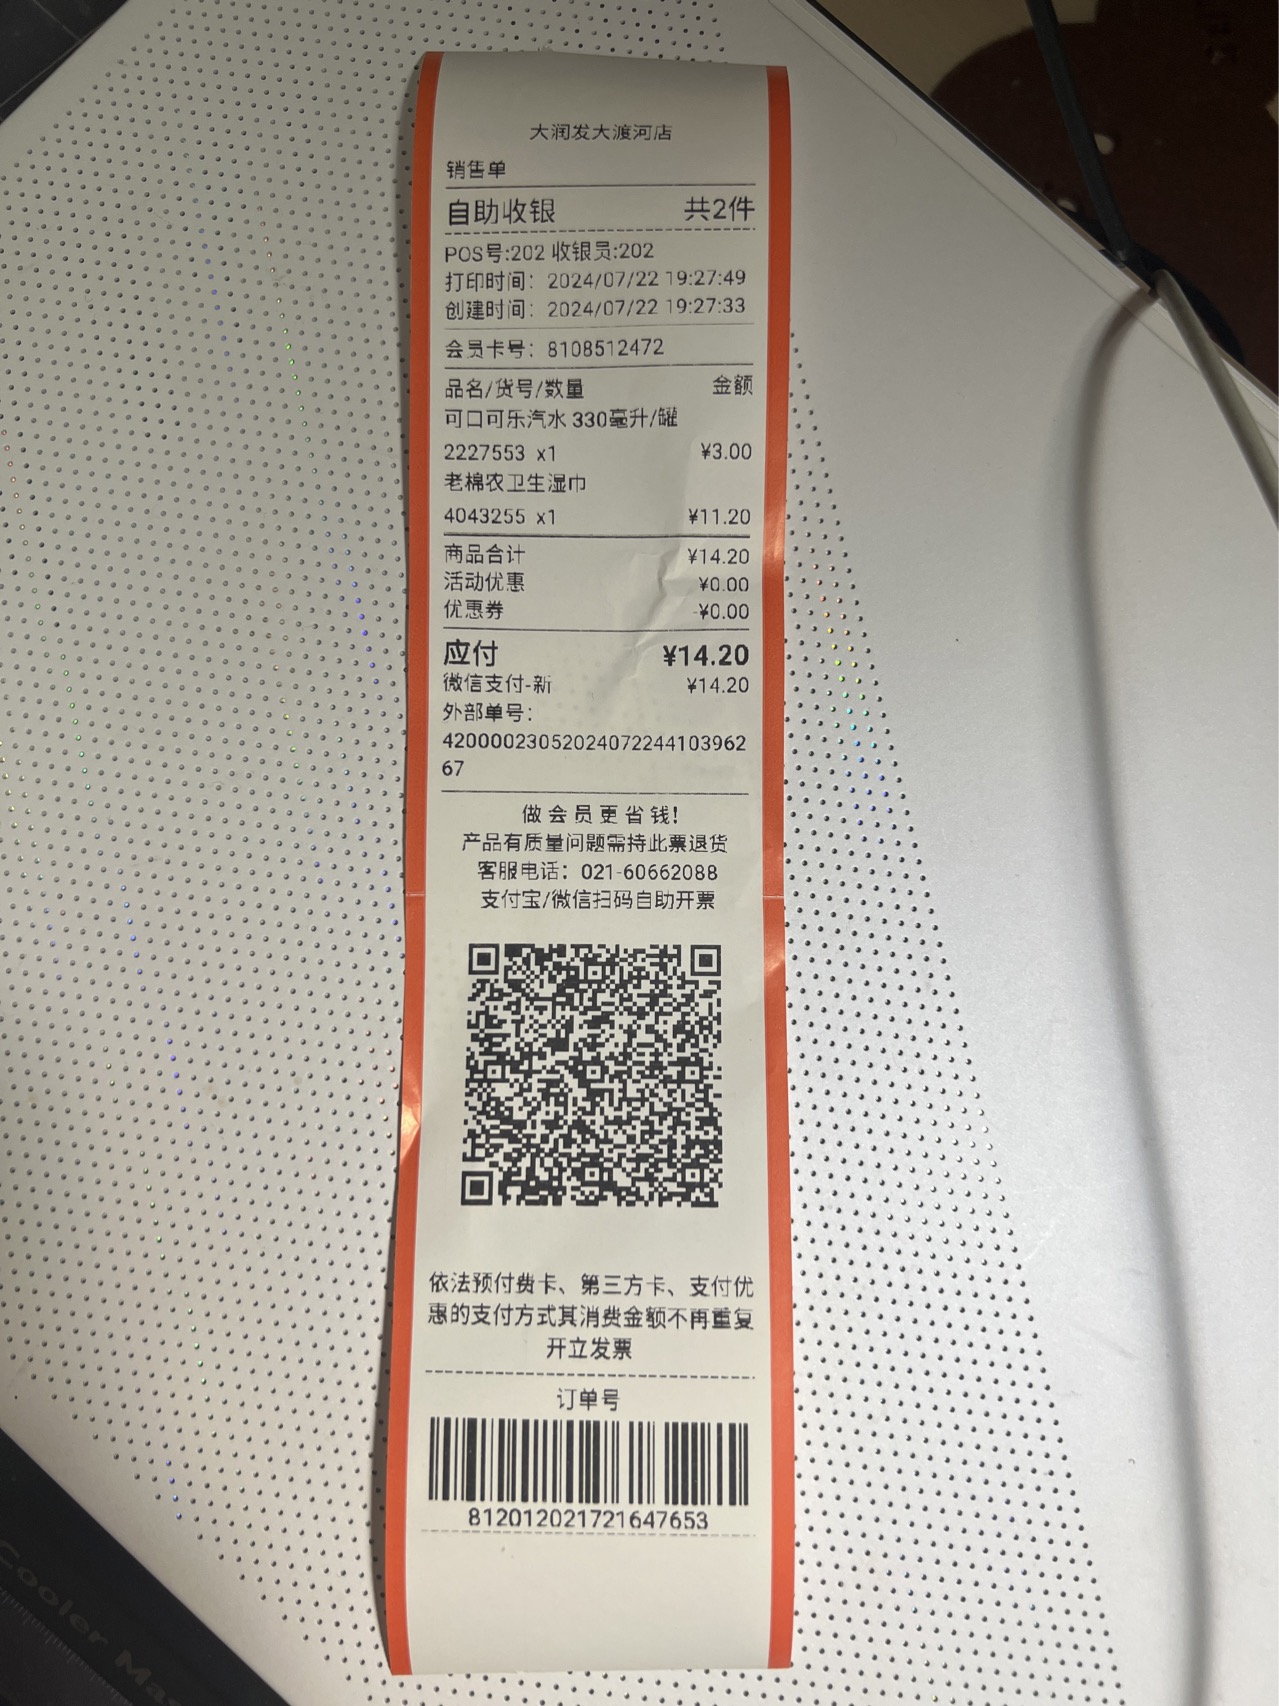 大润发大渡河店
销售单
自助收银 共2件
POS号:202 收银员:202
打印时间： 2024/07/22 19:27:49
创建时间： 2024/07/22 19:27:33
会员卡号： 8108512472
品名/货号/数量 金额
可口可乐汽水 330毫升/罐
2227553 x1 ¥3.00
老棉农卫生湿巾
4043255 x1 ¥11.20
商品合计 ¥14.20
活动优惠 ¥0.00
优惠券 -¥0.00
应付 ¥14.20
微信支付-新 ¥14.20
外部单号：
42000023052024072244103962
67
做会员更省钱!
产品有质量问题需持此票退货
客服电话：021-60662088
支付宝/微信扫码自助开票
依法预付费卡、第三方卡、支付优
惠的支付方式其消费金额不再重复
开立发票
订单号
812012021721647653
Cooler Mas